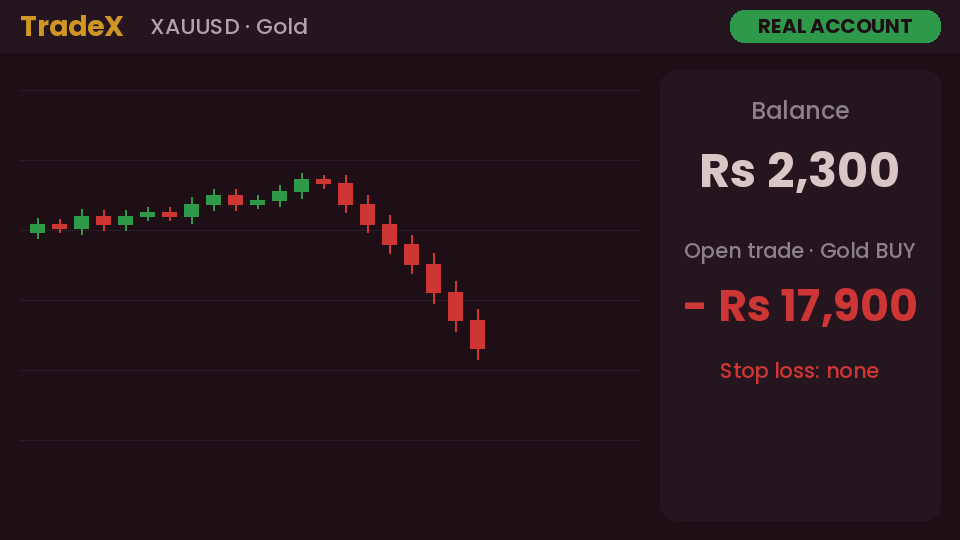 TradeX XAUUSD · Gold REAL ACCOUNT
Balance
Rs 2,300
Open trade · Gold BUY
- Rs 17,900
Stop loss: none